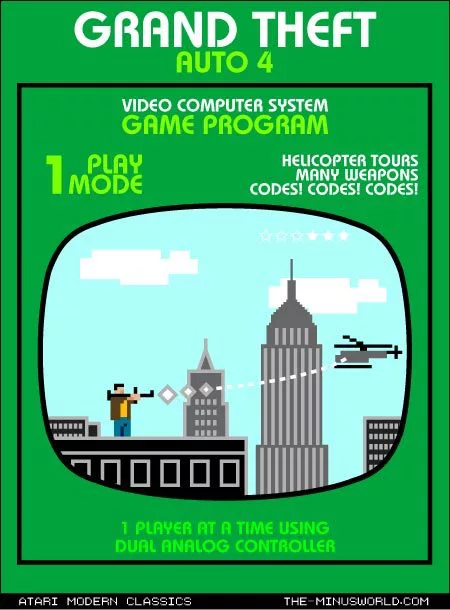 GRAND THEFT
AUTO 4
VIDEO COMPUTER SYSTEM
GAME PROGRAM
1 PLAY
MODE
HELICOPTER TOURS
MANY WEAPONS
CODES! CODES! CODES!
1 PLAYER AT A TIME USING
DUAL ANALOG CONTROLLER
ATARI MODERN CLASSICS
THE-MINUSWORLD.COM